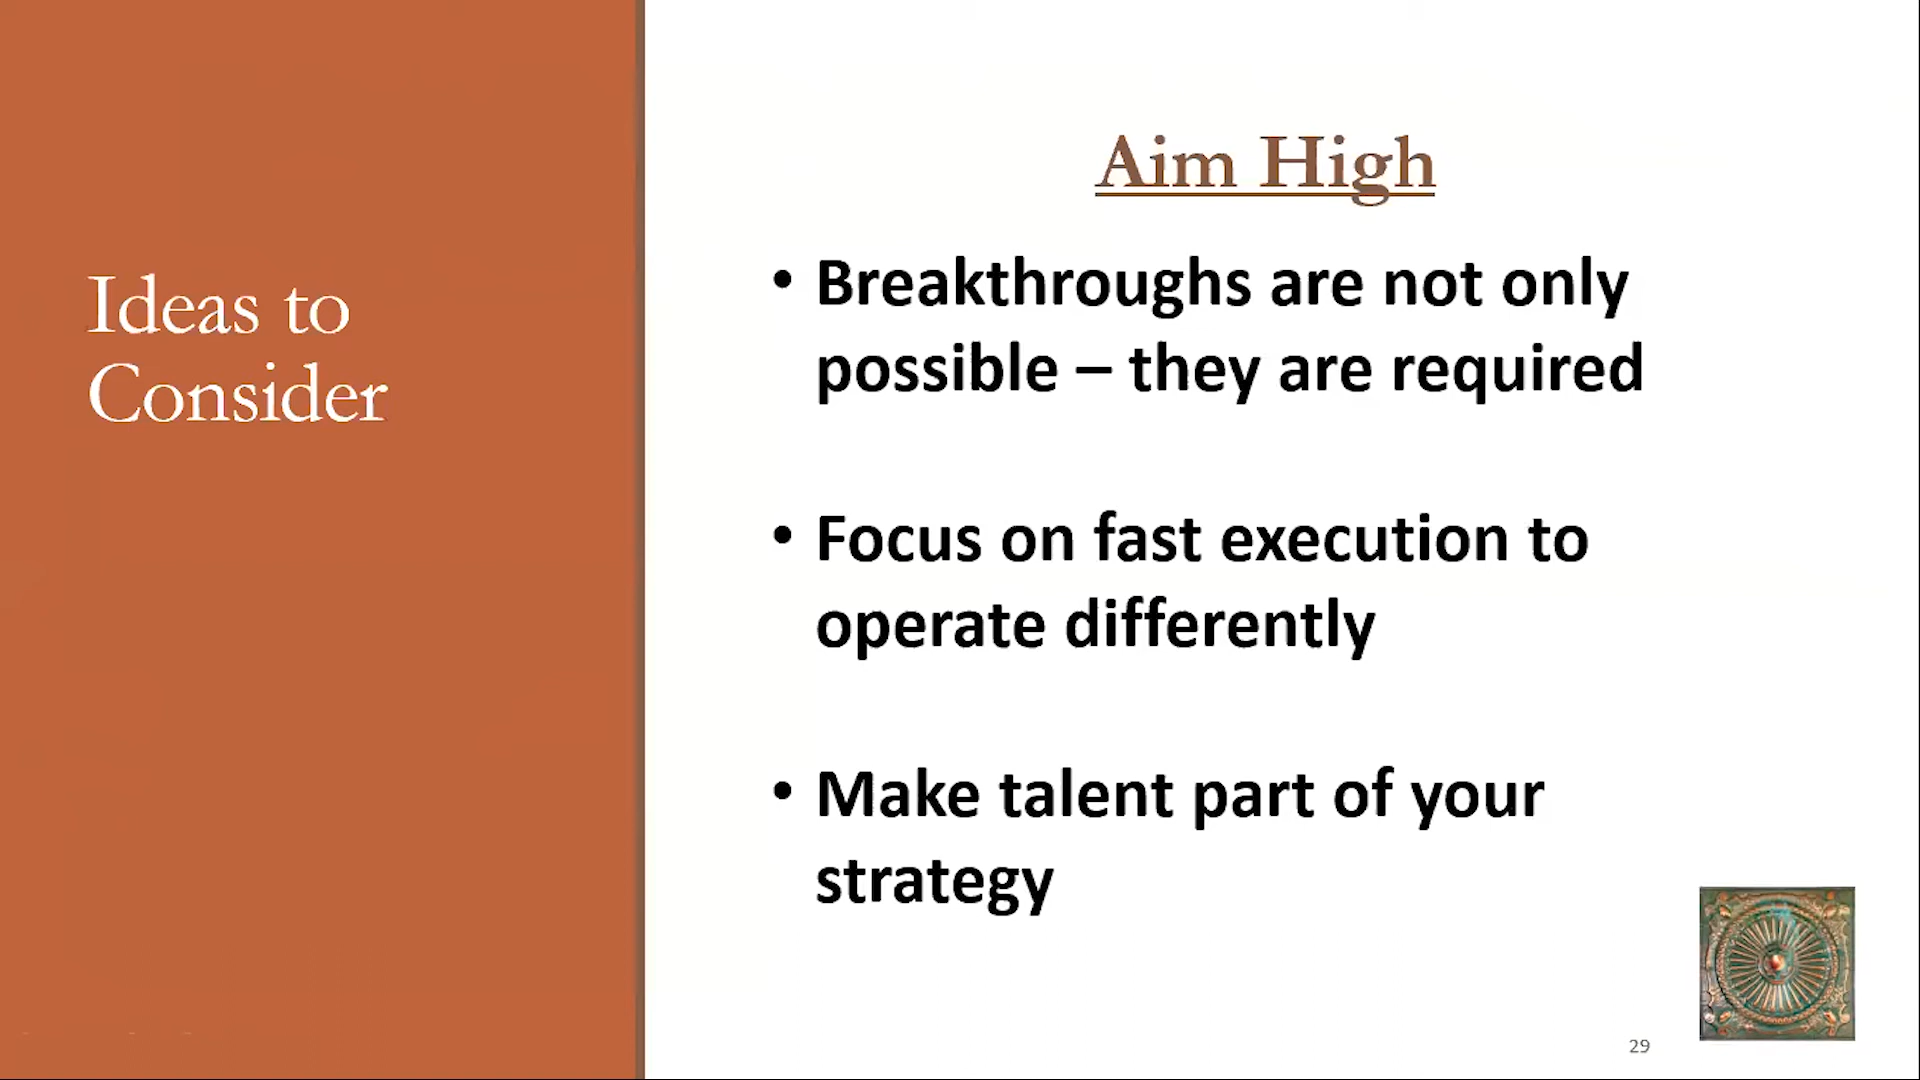 Ideas to
Consider
Aim High
• Breakthroughs are not only
possible – they are required
• Focus on fast execution to
operate differently
• Make talent part of your
strategy
29